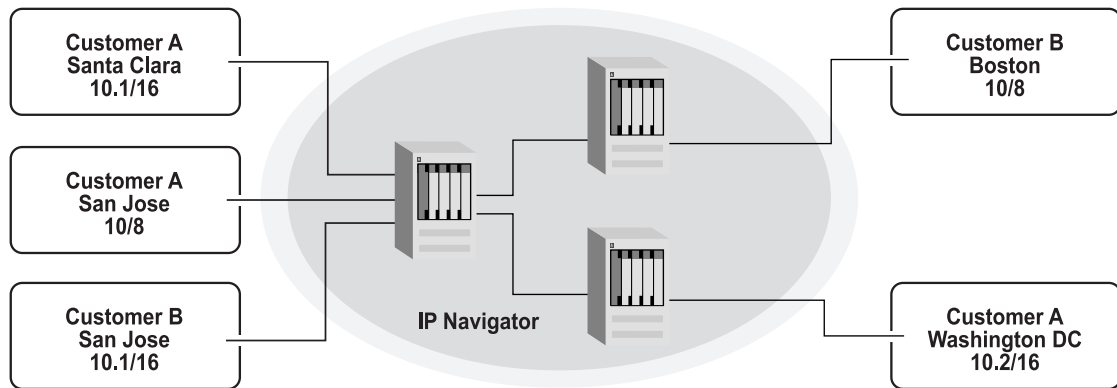 Customer A
Santa Clara
10.1/16
Customer A
San Jose
10/8
Customer B
San Jose
10.1/16
IP Navigator
Customer B
Boston
10/8
Customer A
Washington DC
10.2/16